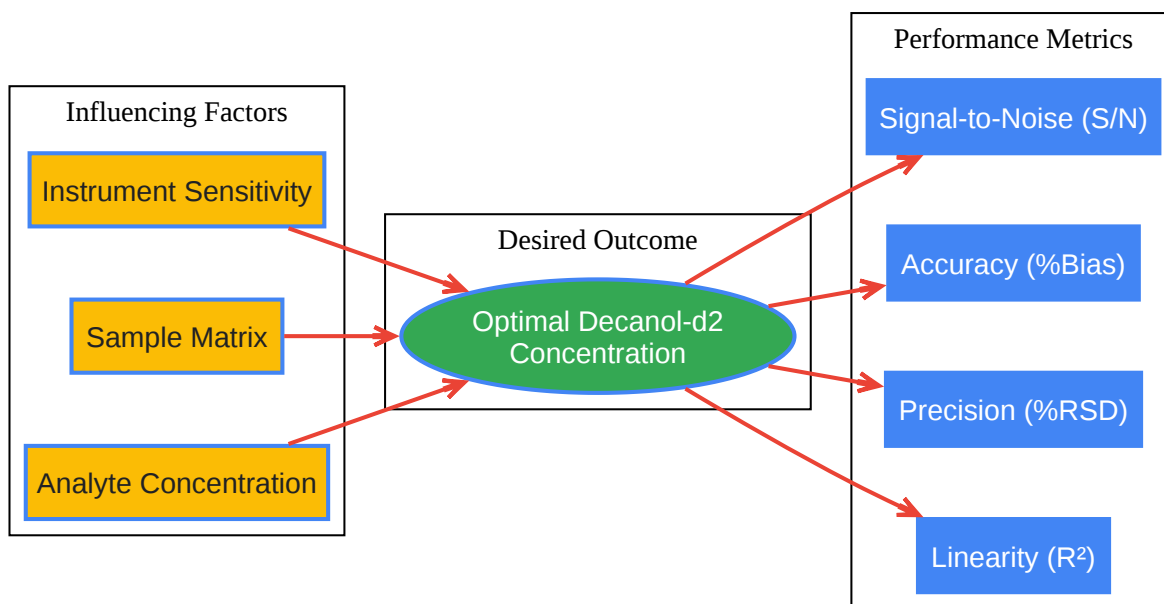 Influencing Factors
Instrument Sensitivity
Sample Matrix
Analyte Concentration
Desired Outcome
Optimal Decanol-d2
Concentration
Performance Metrics
Signal-to-Noise (S/N)
Accuracy (%Bias)
Precision (%RSD)
Linearity (R²)